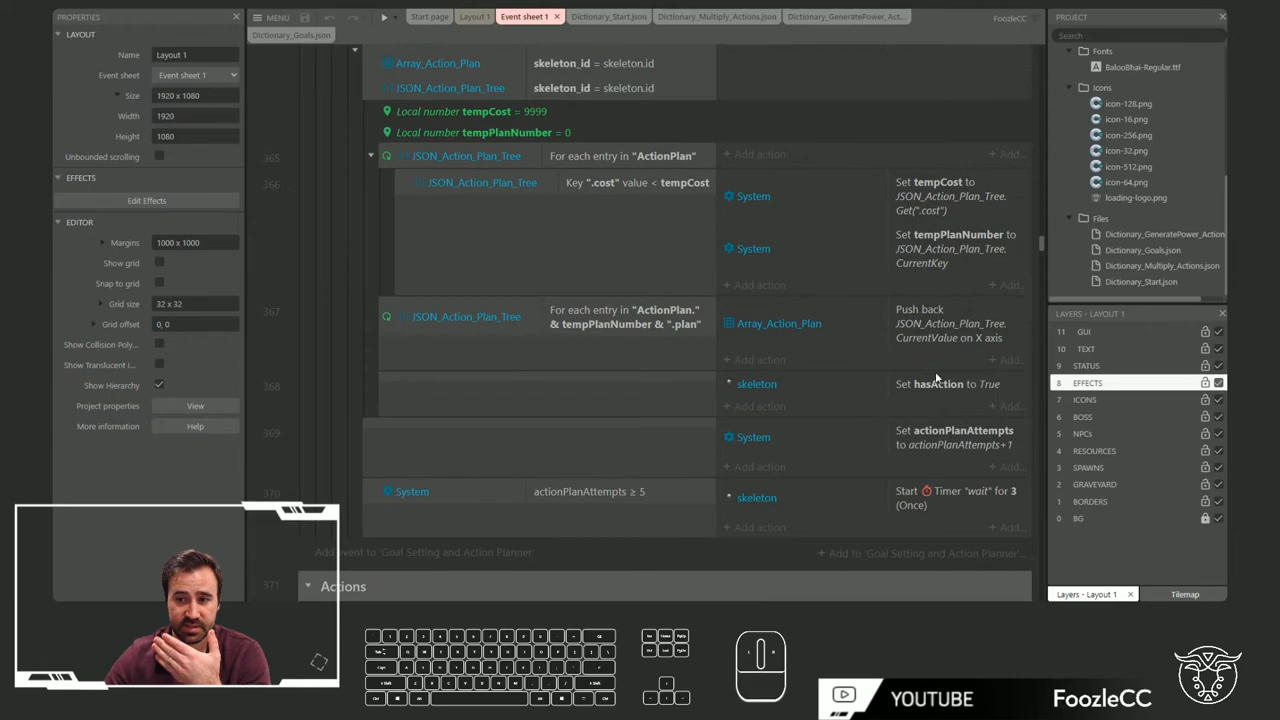 PROPERTIES
LAYOUT
Name Layout 1
Event sheet Event sheet 1
Size 1920 x 1080
Width 1920
Height 1080
Unbounded scrolling
EFFECTS
Edit Effects
EDITOR
Margins 1000 x 1000
Show grid
Snap to grid
Grid size 32 x 32
Grid offset 0, 0
Show Collision Poly...
Show Translucent I...
Show Hierarchy
Project properties View
More information Help
MENU
Start page Layout 1 Event sheet 1 Dictionary_Start.json Dictionary_Multiply_Actions.json Dictionary_GeneratePower_Act...
FoozleCC
Dictionary_Goals.json
Array_Action_Plan skeleton_id = skeleton.id
JSON_Action_Plan_Tree skeleton_id = skeleton.id
Local number tempCost = 9999
Local number tempPlanNumber = 0
365 JSON_Action_Plan_Tree For each entry in "ActionPlan" + Add action + Add...
366 JSON_Action_Plan_Tree Key ".cost" value < tempCost
System Set tempCost to
JSON_Action_Plan_Tree.
Get(".cost")
System Set tempPlanNumber to
JSON_Action_Plan_Tree.
CurrentKey
+ Add action + Add...
367 JSON_Action_Plan_Tree For each entry in "ActionPlan."
& tempPlanNumber & ".plan"
Array_Action_Plan Push back
JSON_Action_Plan_Tree.
CurrentValue on X axis
+ Add action + Add...
368 skeleton Set hasAction to True
+ Add action + Add...
369 System Set actionPlanAttempts
to actionPlanAttempts+1
+ Add action + Add...
370 System actionPlanAttempts ≥ 5
skeleton Start Timer "wait" for 3
(Once)
+ Add action + Add...
Add event to 'Goal Setting and Action Planner' + Add to 'Goal Setting and Action Planner'...
371 Actions
PROJECT
Search
Fonts
BalooBhai-Regular.ttf
Icons
icon-128.png
icon-16.png
icon-256.png
icon-32.png
icon-512.png
icon-64.png
loading-logo.png
Files
Dictionary_GeneratePower_Action
Dictionary_Goals.json
Dictionary_Multiply_Actions.json
Dictionary_Start.json
LAYERS - LAYOUT 1
11 GUI
10 TEXT
9 STATUS
8 EFFECTS
7 ICONS
6 BOSS
5 NPCs
4 RESOURCES
3 SPAWNS
2 GRAVEYARD
1 BORDERS
0 BG
Layers - Layout 1 Tilemap
YOUTUBE FoozleCC